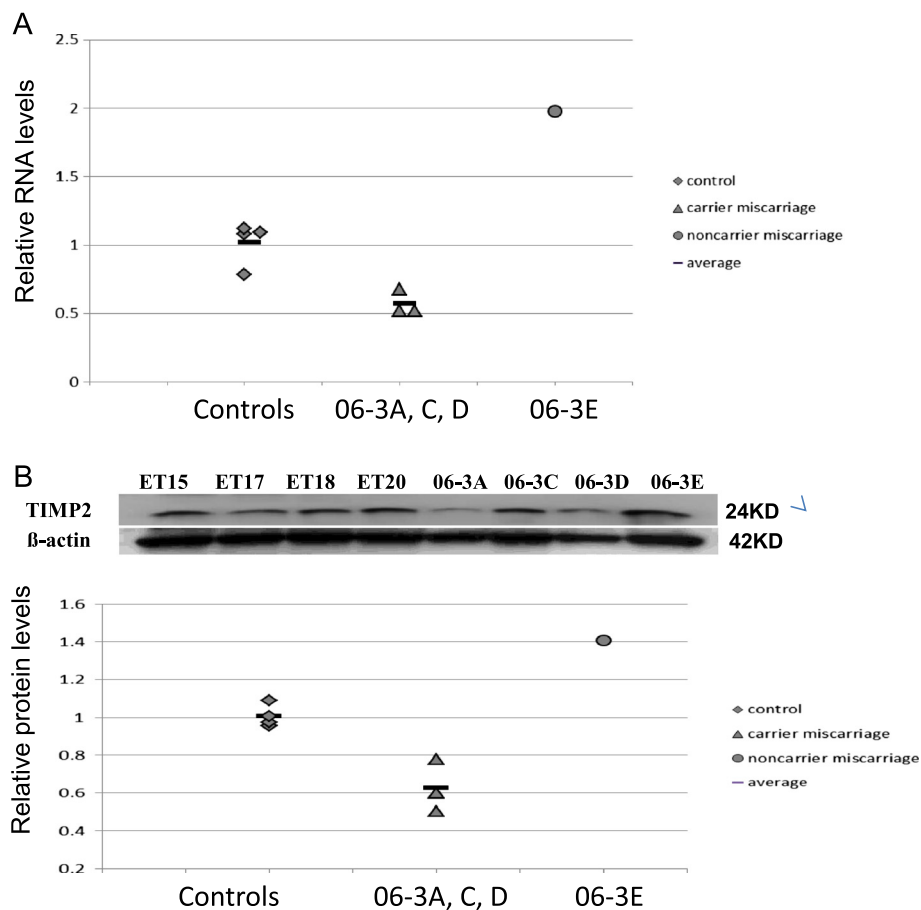 A
Relative RNA levels
2.5
2
1.5
1
0.5
0
Controls 06-3A, C, D 06-3E
control
carrier miscarriage
noncarrier miscarriage
average
B
ET15 ET17 ET18 ET20 06-3A 06-3C 06-3D 06-3E
TIMP2 24KD
ß-actin 42KD
Relative protein levels
1.6
1.4
1.2
1
0.8
0.6
0.4
0.2
Controls 06-3A, C, D 06-3E
control
carrier miscarriage
noncarrier miscarriage
average